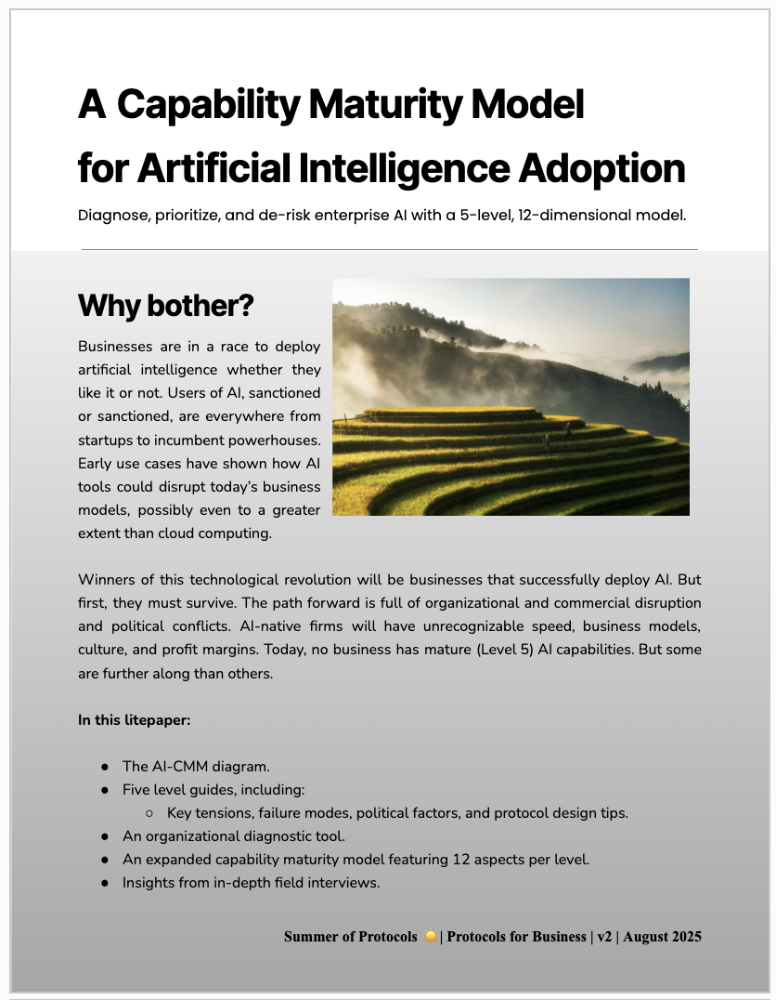 A Capability Maturity Model
for Artificial Intelligence Adoption
Diagnose, prioritize, and de-risk enterprise AI with a 5-level, 12-dimensional model.
Why bother?
Businesses are in a race to deploy
artificial intelligence whether they
like it or not. Users of AI, sanctioned
or sanctioned, are everywhere from
startups to incumbent powerhouses.
Early use cases have shown how AI
tools could disrupt today's business
models, possibly even to a greater
extent than cloud computing.
Winners of this technological revolution will be businesses that successfully deploy AI. But
first, they must survive. The path forward is full of organizational and commercial disruption
and political conflicts. AI-native firms will have unrecognizable speed, business models,
culture, and profit margins. Today, no business has mature (Level 5) AI capabilities. But some
are further along than others.
In this litepaper:
● The AI-CMM diagram.
● Five level guides, including:
○ Key tensions, failure modes, political factors, and protocol design tips.
● An organizational diagnostic tool.
● An expanded capability maturity model featuring 12 aspects per level.
● Insights from in-depth field interviews.
Summer of Protocols 🌞| Protocols for Business | v2 | August 2025